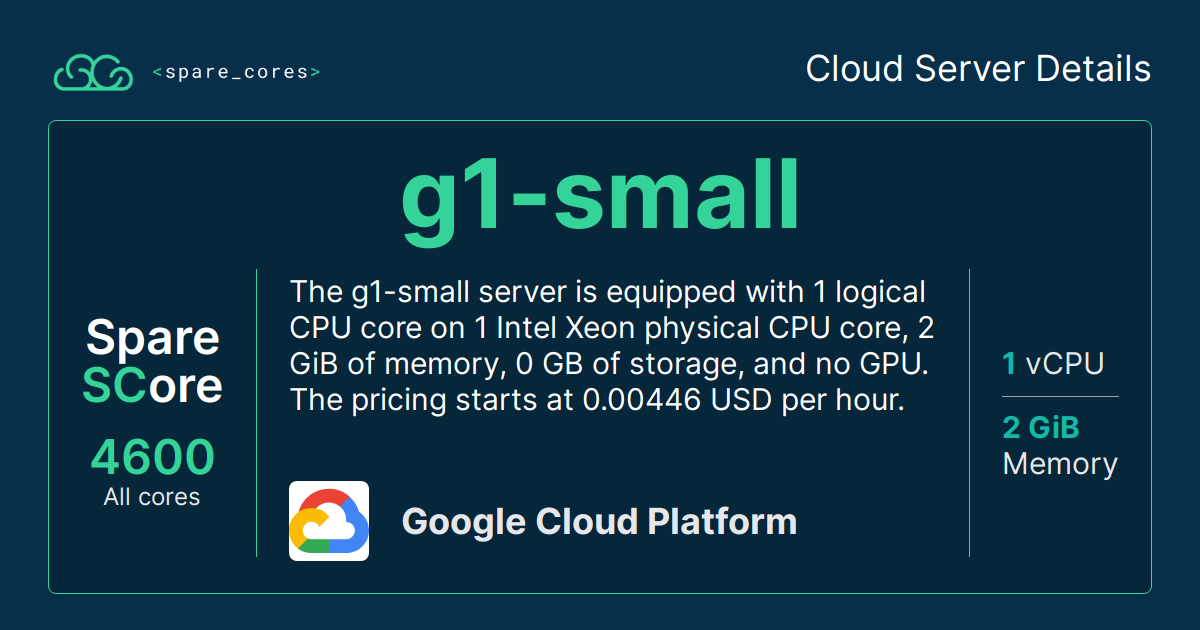 <spare_cores>
Cloud Server Details
g1-small
Spare
SCore
4600
All cores
The g1-small server is equipped with 1 logical
CPU core on 1 Intel Xeon physical CPU core, 2
GiB of memory, 0 GB of storage, and no GPU.
The pricing starts at 0.00446 USD per hour.
Google Cloud Platform
1 vCPU
2 GiB
Memory